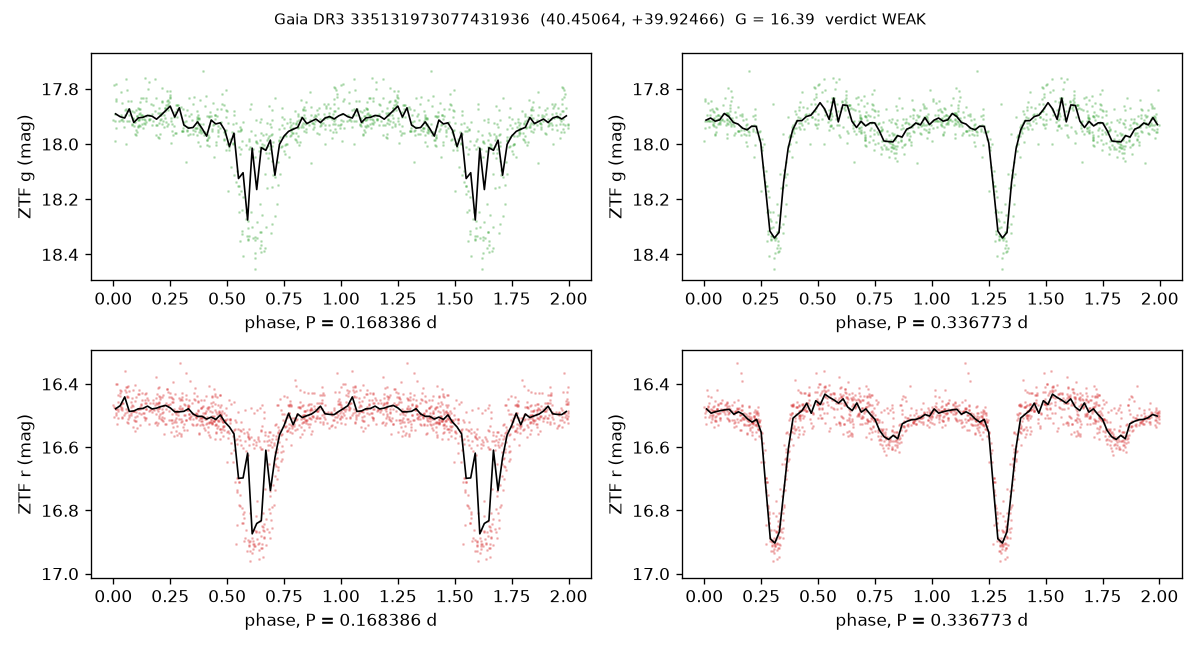 Gaia DR3 335131973077431936  (40.45064, +39.92466)  G = 16.39  verdict WEAK
ZTF g (mag)
17.8
18.0
18.2
18.4
0.00 0.25 0.50 0.75 1.00 1.25 1.50 1.75 2.00
phase, P = 0.168386 d
ZTF g (mag)
17.8
18.0
18.2
18.4
0.00 0.25 0.50 0.75 1.00 1.25 1.50 1.75 2.00
phase, P = 0.336773 d
ZTF r (mag)
16.4
16.6
16.8
17.0
0.00 0.25 0.50 0.75 1.00 1.25 1.50 1.75 2.00
phase, P = 0.168386 d
ZTF r (mag)
16.4
16.6
16.8
17.0
0.00 0.25 0.50 0.75 1.00 1.25 1.50 1.75 2.00
phase, P = 0.336773 d